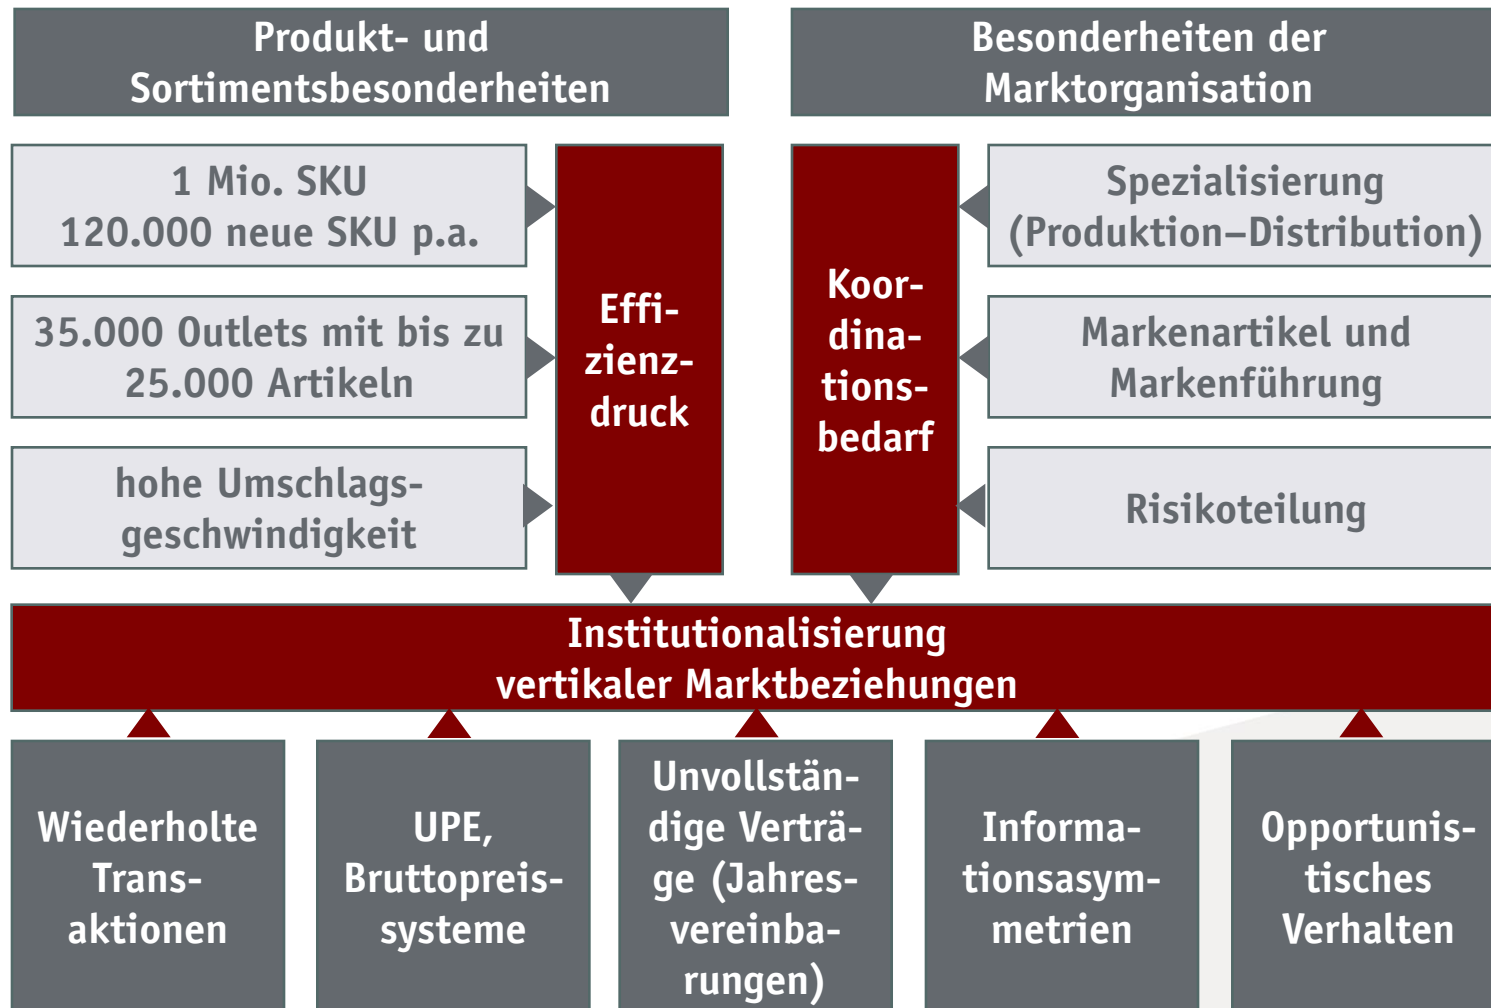 Produkt- und
Sortimentsbesonderheiten
Besonderheiten der
Marktorganisation
1 Mio. SKU
120.000 neue SKU p.a.
35.000 Outlets mit bis zu
25.000 Artikeln
hohe Umschlags-
geschwindigkeit
Effi-
zienz-
druck
Koor-
dina-
tions-
bedarf
Spezialisierung
(Produktion–Distribution)
Markenartikel und
Markenführung
Risikoteilung
Institutionalisierung
vertikaler Marktbeziehungen
Wiederholte
Trans-
aktionen
UPE,
Bruttopreis-
systeme
Unvollstän-
dige Verträ-
ge (Jahres-
vereinba-
rungen)
Informa-
tionsasym-
metrien
Opportunis-
tisches
Verhalten